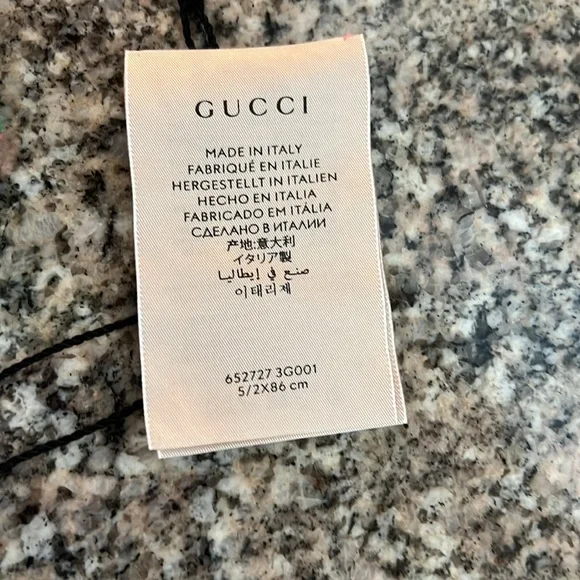 GUCCI
MADE IN ITALY
FABRIQUÉ EN ITALIE
HERGESTELLT IN ITALIEN
HECHO EN ITALIA
FABRICADO EM ITÁLIA
СДЕЛАНО В ИТАЛИИ
产地:意大利
イタリア製
صنع في إيطاليا
이태리제
652727 3G001
5/2X86 cm